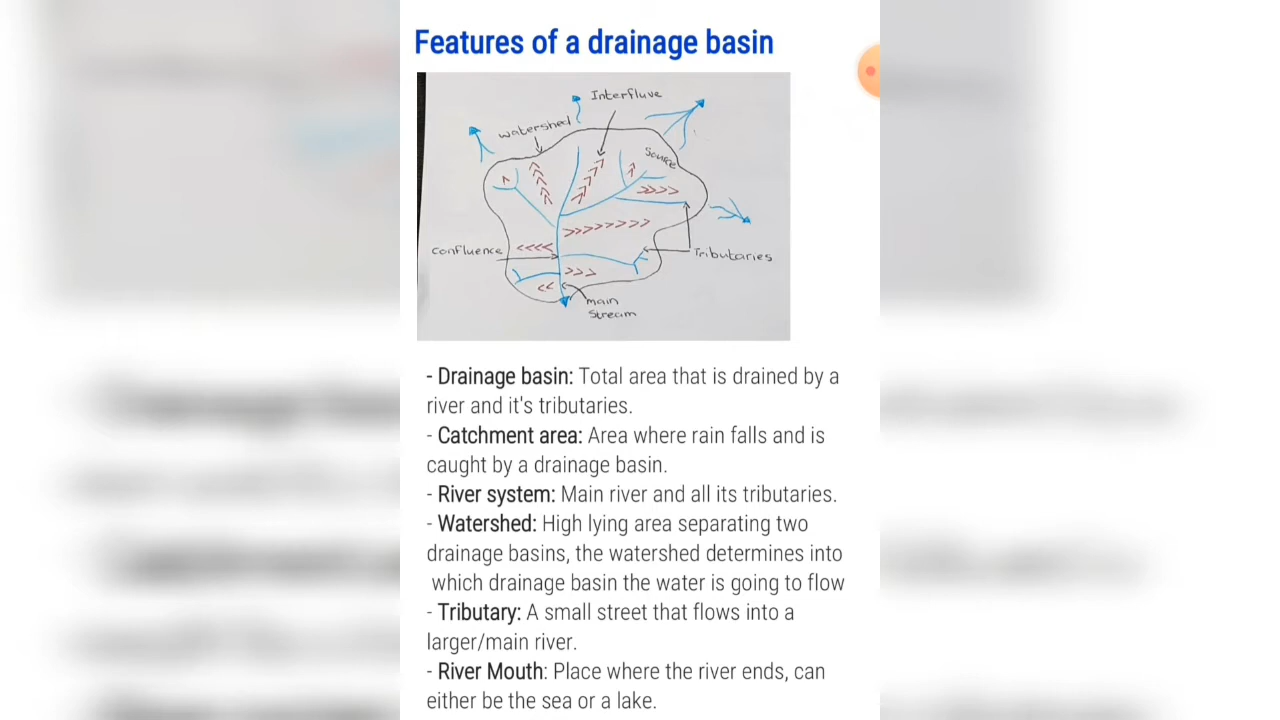 Features of a drainage basin
Interfluve
watershed
Source
Confluence
Tributaries
main
Stream
- Drainage basin: Total area that is drained by a
river and it's tributaries.
- Catchment area: Area where rain falls and is
caught by a drainage basin.
- River system: Main river and all its tributaries.
- Watershed: High lying area separating two
drainage basins, the watershed determines into
which drainage basin the water is going to flow
- Tributary: A small street that flows into a
larger/main river.
- River Mouth: Place where the river ends, can
either be the sea or a lake.